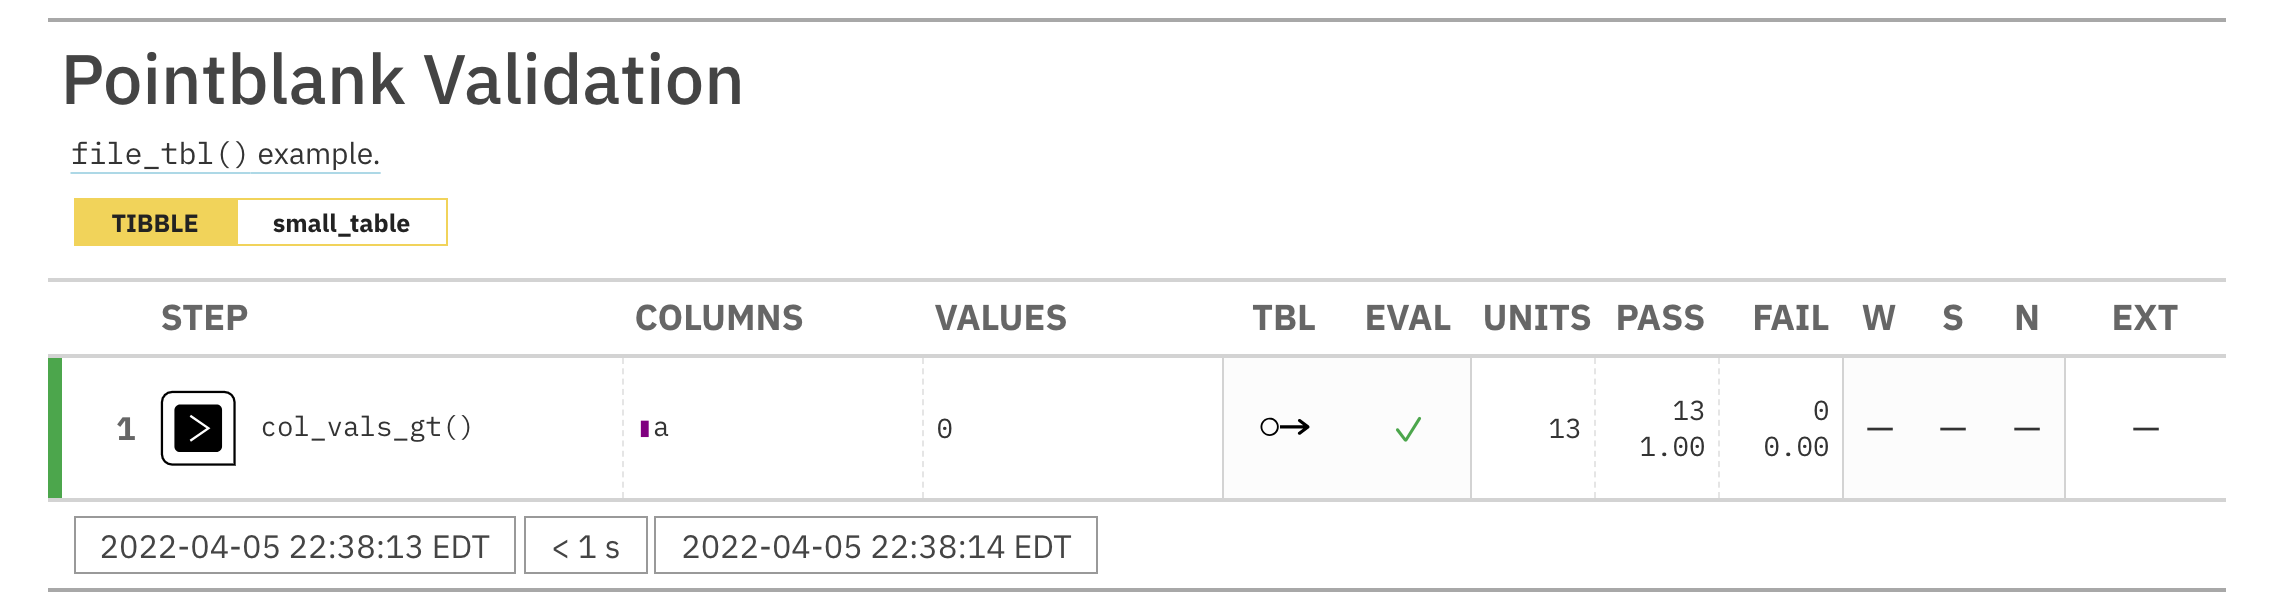 Pointblank Validation
file_tbl() example.
TIBBLE small_table
STEP COLUMNS VALUES TBL EVAL UNITS PASS FAIL W S N EXT
1 col_vals_gt() a 0 ✓ 13 13 0 — — — —
1.00 0.00
2022-04-05 22:38:13 EDT < 1 s 2022-04-05 22:38:14 EDT